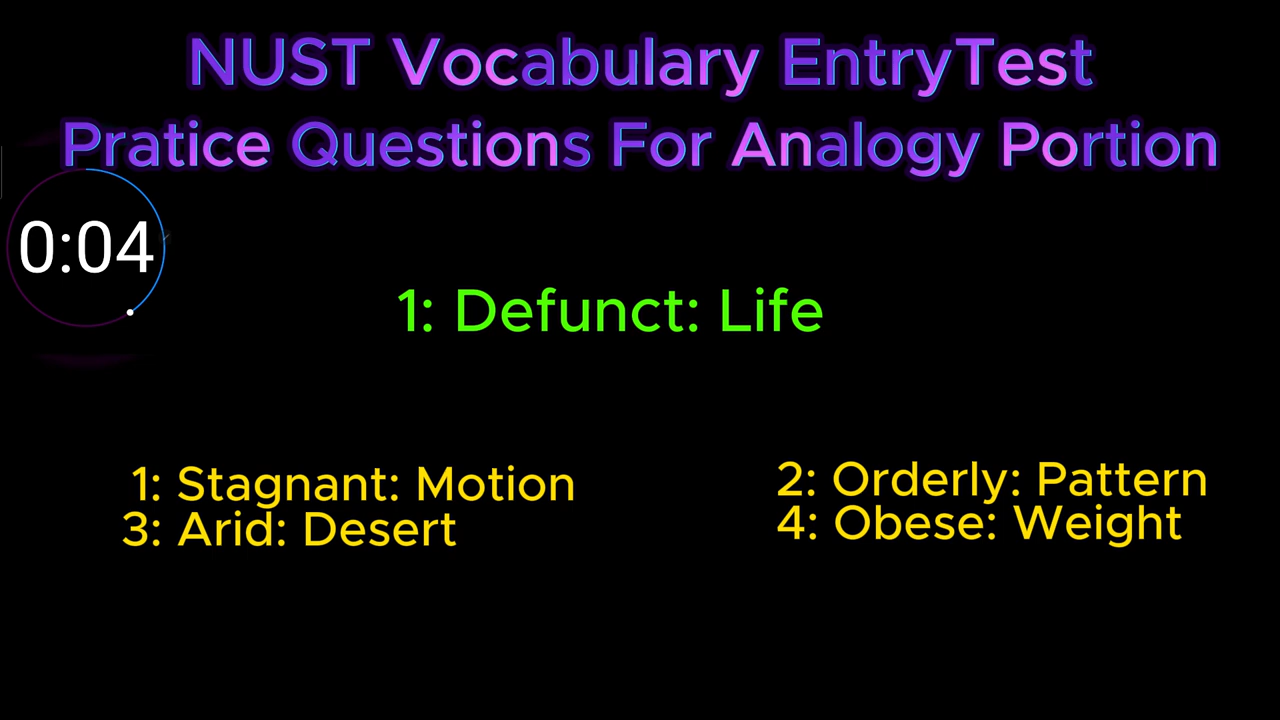 NUST Vocabulary EntryTest
Pratice Questions For Analogy Portion
0:04
1: Defunct: Life
1: Stagnant: Motion
2: Orderly: Pattern
3: Arid: Desert
4: Obese: Weight